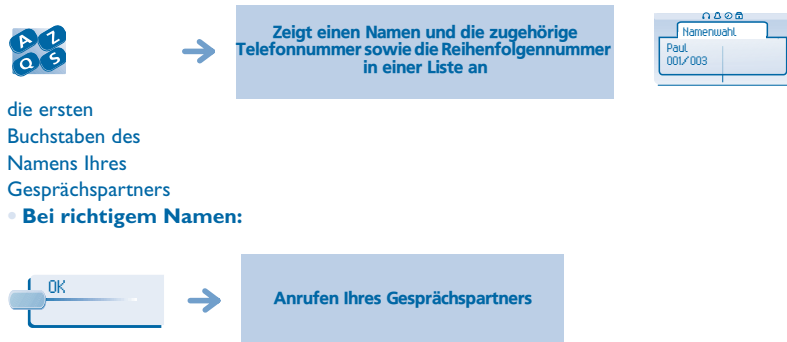 A Z
Q S
Zeigt einen Namen und die zugehörige
Telefonnummer sowie die Reihenfolgennummer
in einer Liste an
Namenwahl
Paul
001/003
die ersten
Buchstaben des
Namens Ihres
Gesprächspartners
• Bei richtigem Namen:
OK
Anrufen Ihres Gesprächspartners